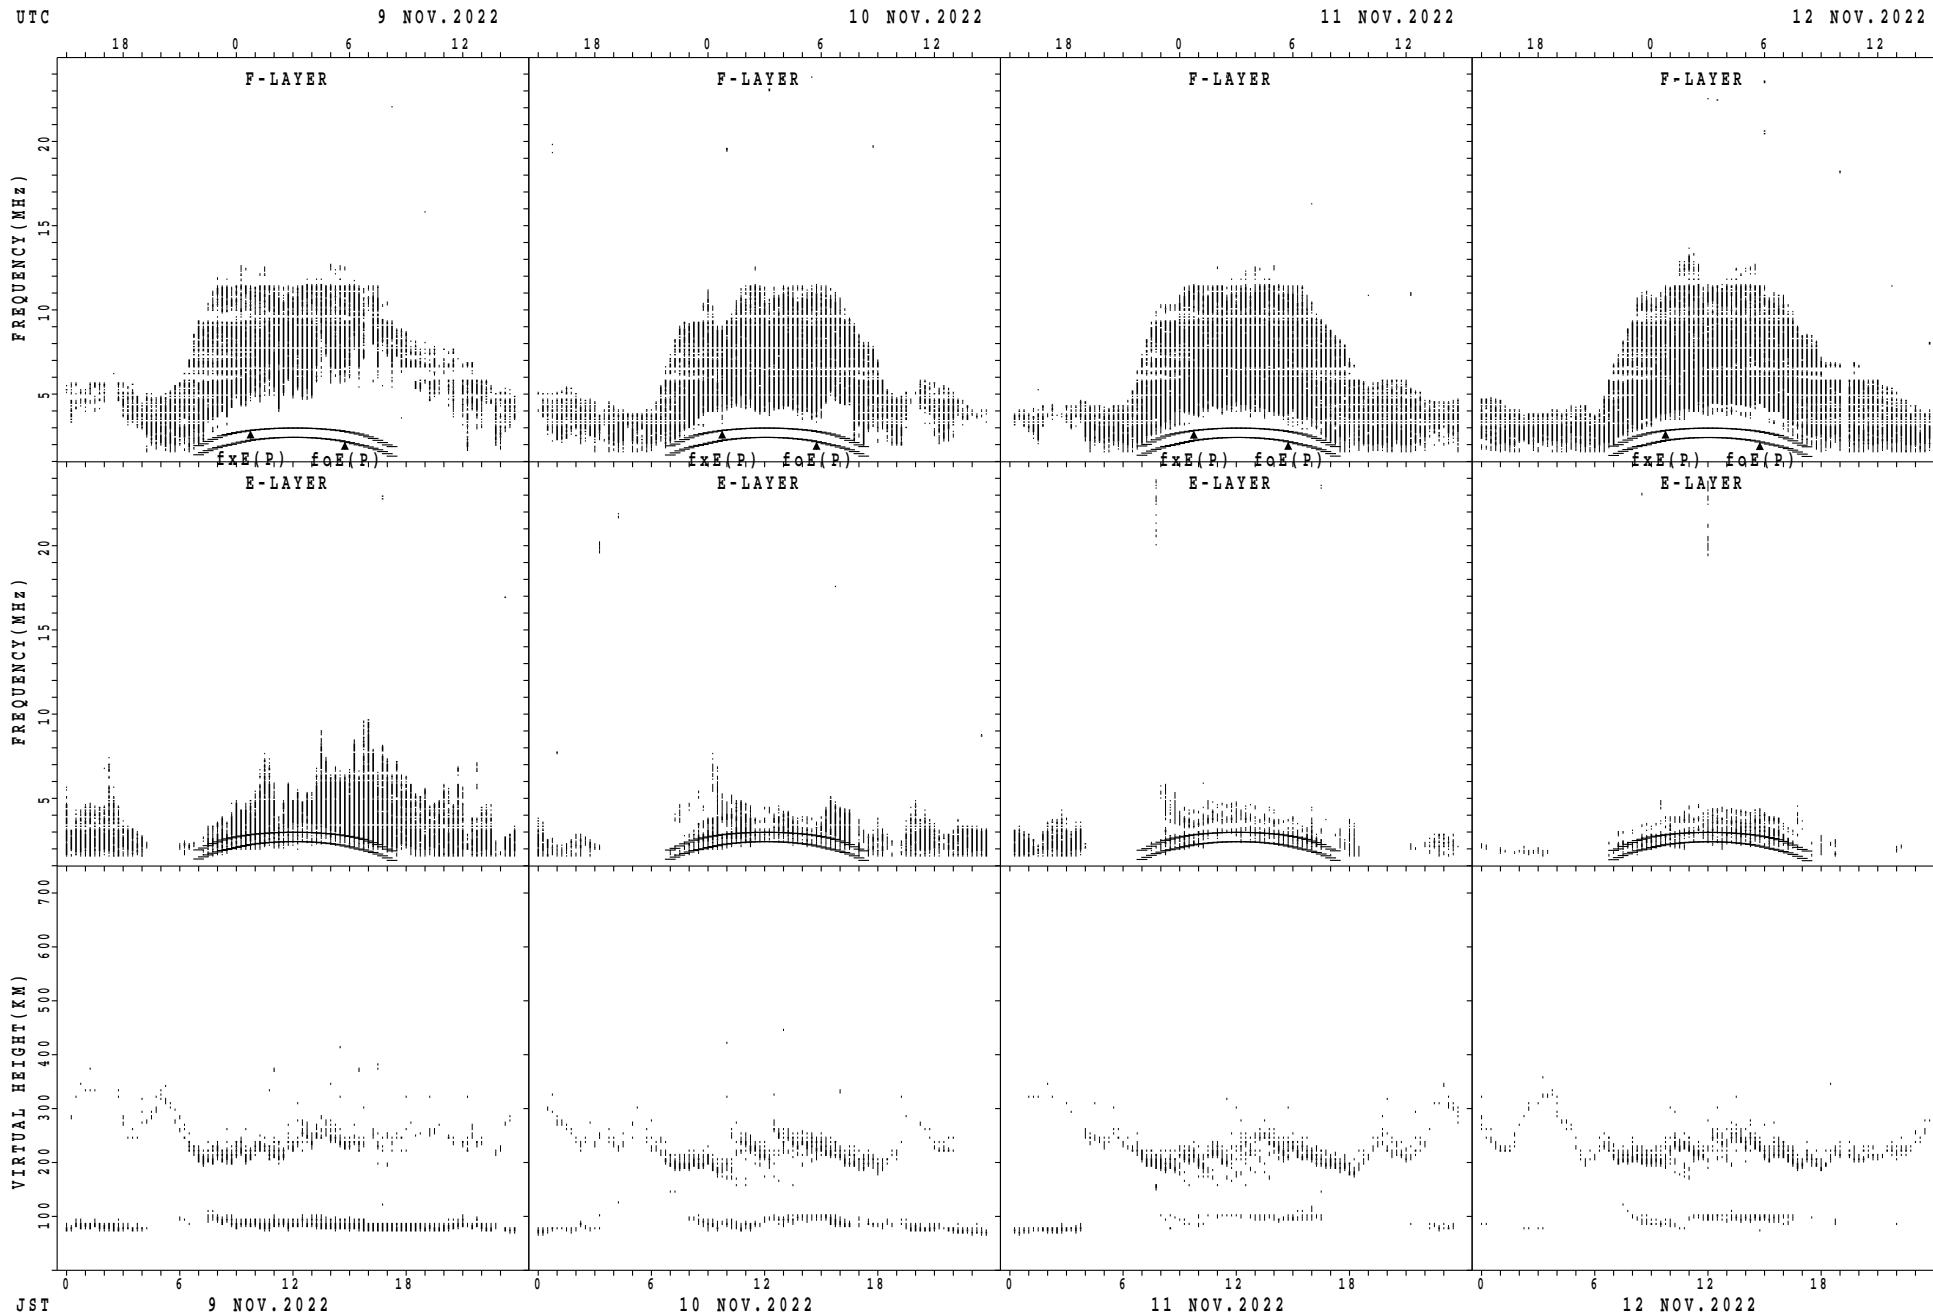 UTC 9 NOV.2022 10 NOV.2022 11 NOV.2022 12 NOV.2022
18 0 6 12 18 0 6 12 18 0 6 12 18 0 6 12
F-LAYER F-LAYER F-LAYER F-LAYER
FREQUENCY(MHz)
20
15
10
5
fxE(P) foE(P) fxE(P) foE(P) fxE(P) foE(P) fxE(P) foE(P)
E-LAYER E-LAYER E-LAYER E-LAYER
FREQUENCY(MHz)
20
15
10
5
VIRTUAL HEIGHT(KM)
700
600
500
400
300
200
100
0 6 12 18 0 6 12 18 0 6 12 18 0 6 12 18
JST 9 NOV.2022 10 NOV.2022 11 NOV.2022 12 NOV.2022